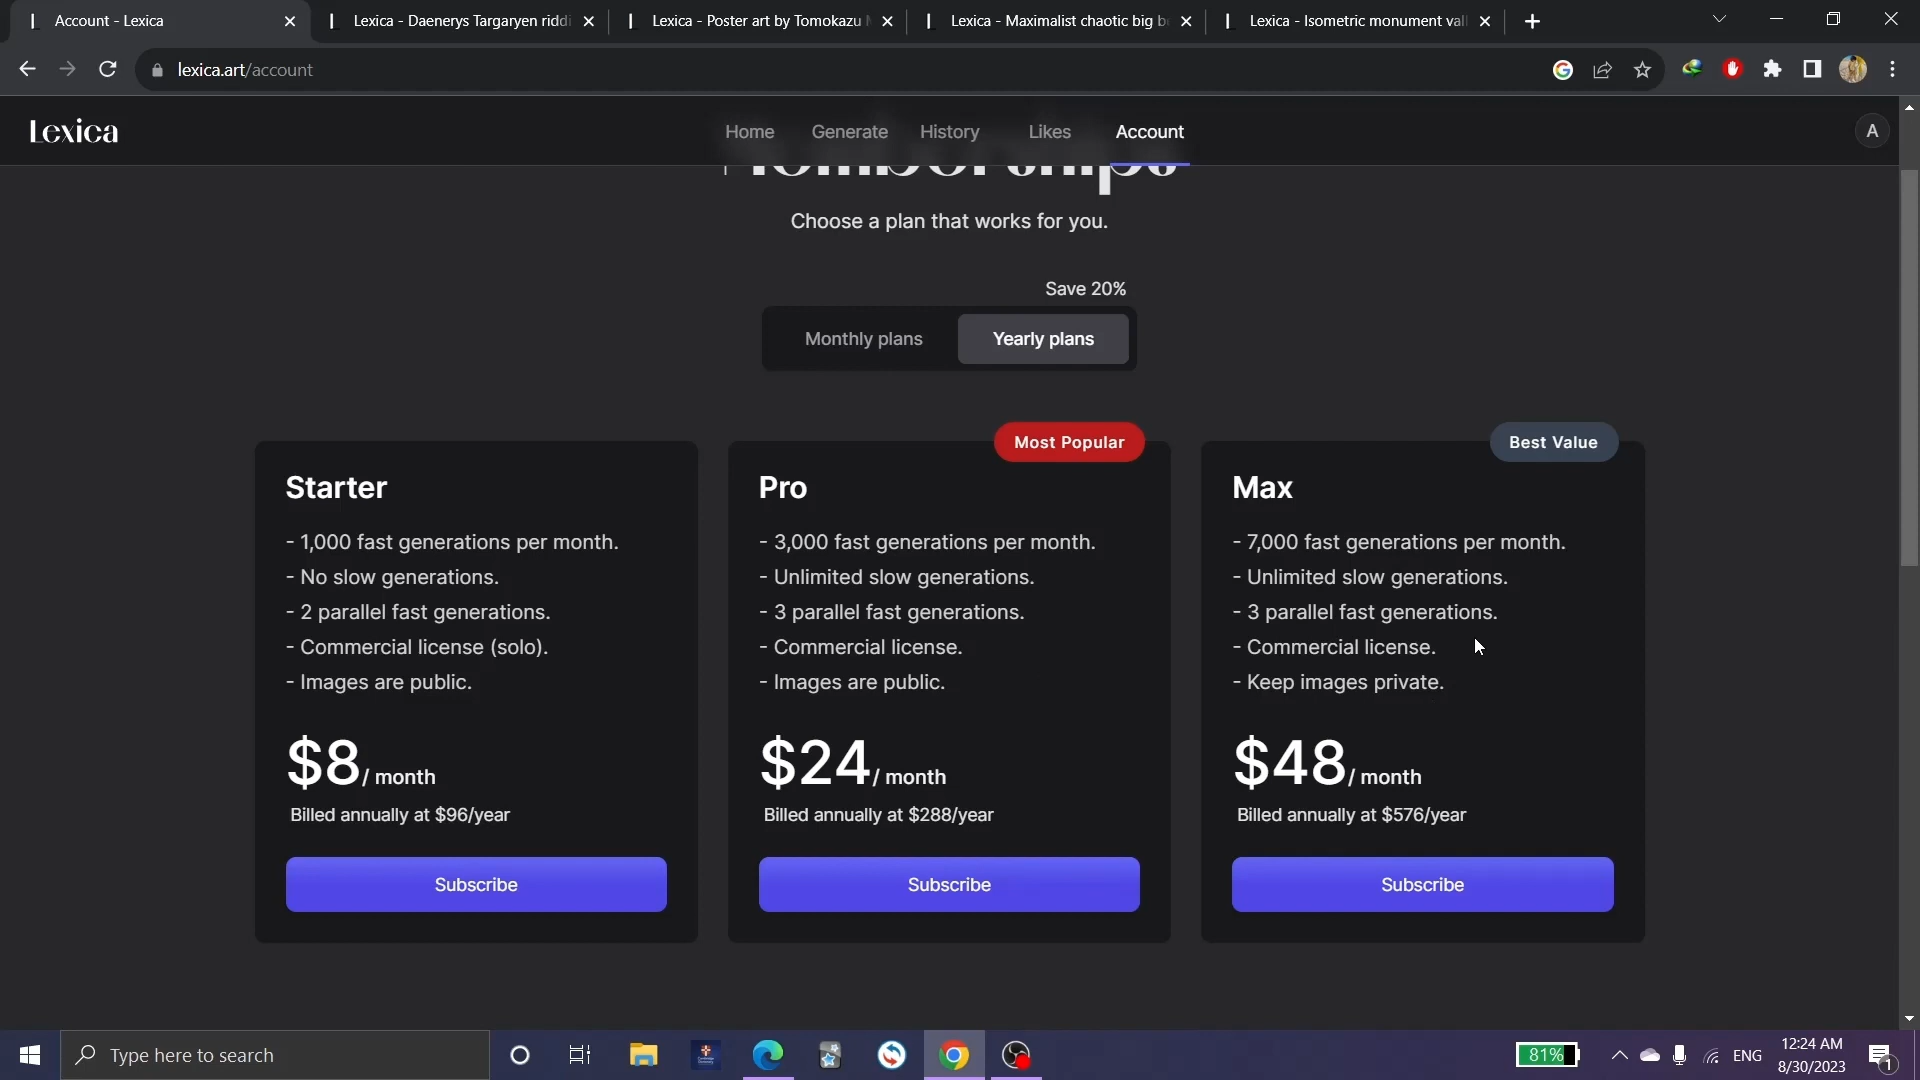 Account - Lexica
Lexica - Daenerys Targaryen riddi
Lexica - Poster art by Tomokazu
Lexica - Maximalist chaotic big b
Lexica - Isometric monument vall
lexica.art/account
Lexica
Home
Generate
History
Likes
Account
A
Memberships
Choose a plan that works for you.
Save 20%
Monthly plans
Yearly plans
Starter
- 1,000 fast generations per month.
- No slow generations.
- 2 parallel fast generations.
- Commercial license (solo).
- Images are public.
$8/ month
Billed annually at $96/year
Subscribe
Most Popular
Pro
- 3,000 fast generations per month.
- Unlimited slow generations.
- 3 parallel fast generations.
- Commercial license.
- Images are public.
$24/ month
Billed annually at $288/year
Subscribe
Best Value
Max
- 7,000 fast generations per month.
- Unlimited slow generations.
- 3 parallel fast generations.
- Commercial license.
- Keep images private.
$48/ month
Billed annually at $576/year
Subscribe
Type here to search
81%
ENG
12:24 AM
8/30/2023
1